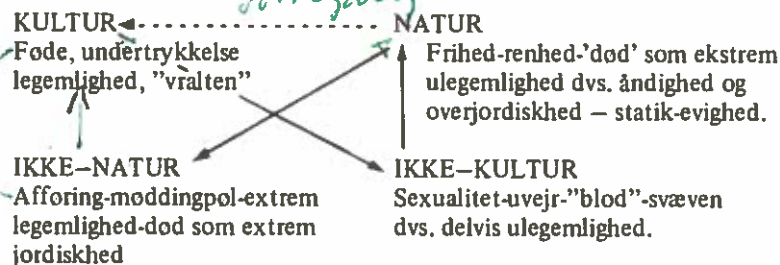 KULTUR
Føde, undertrykkelse
legemlighed, "vralten"
NATUR
Frihed-renhed-'død' som ekstrem
ulegemlighed dvs. åndighed og
overjordiskhed – statik-evighed.
IKKE–NATUR
Afforing-møddingpøl-extrem
legemlighed-død som extrem
jordiskhed
IKKE–KULTUR
Sexualitet-uvejr-"blod"-svæven
dvs. delvis ulegemlighed.